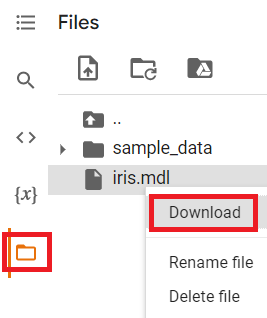 Files
..
sample_data
{x}
iris.mdl
Download
Rename file
Delete file